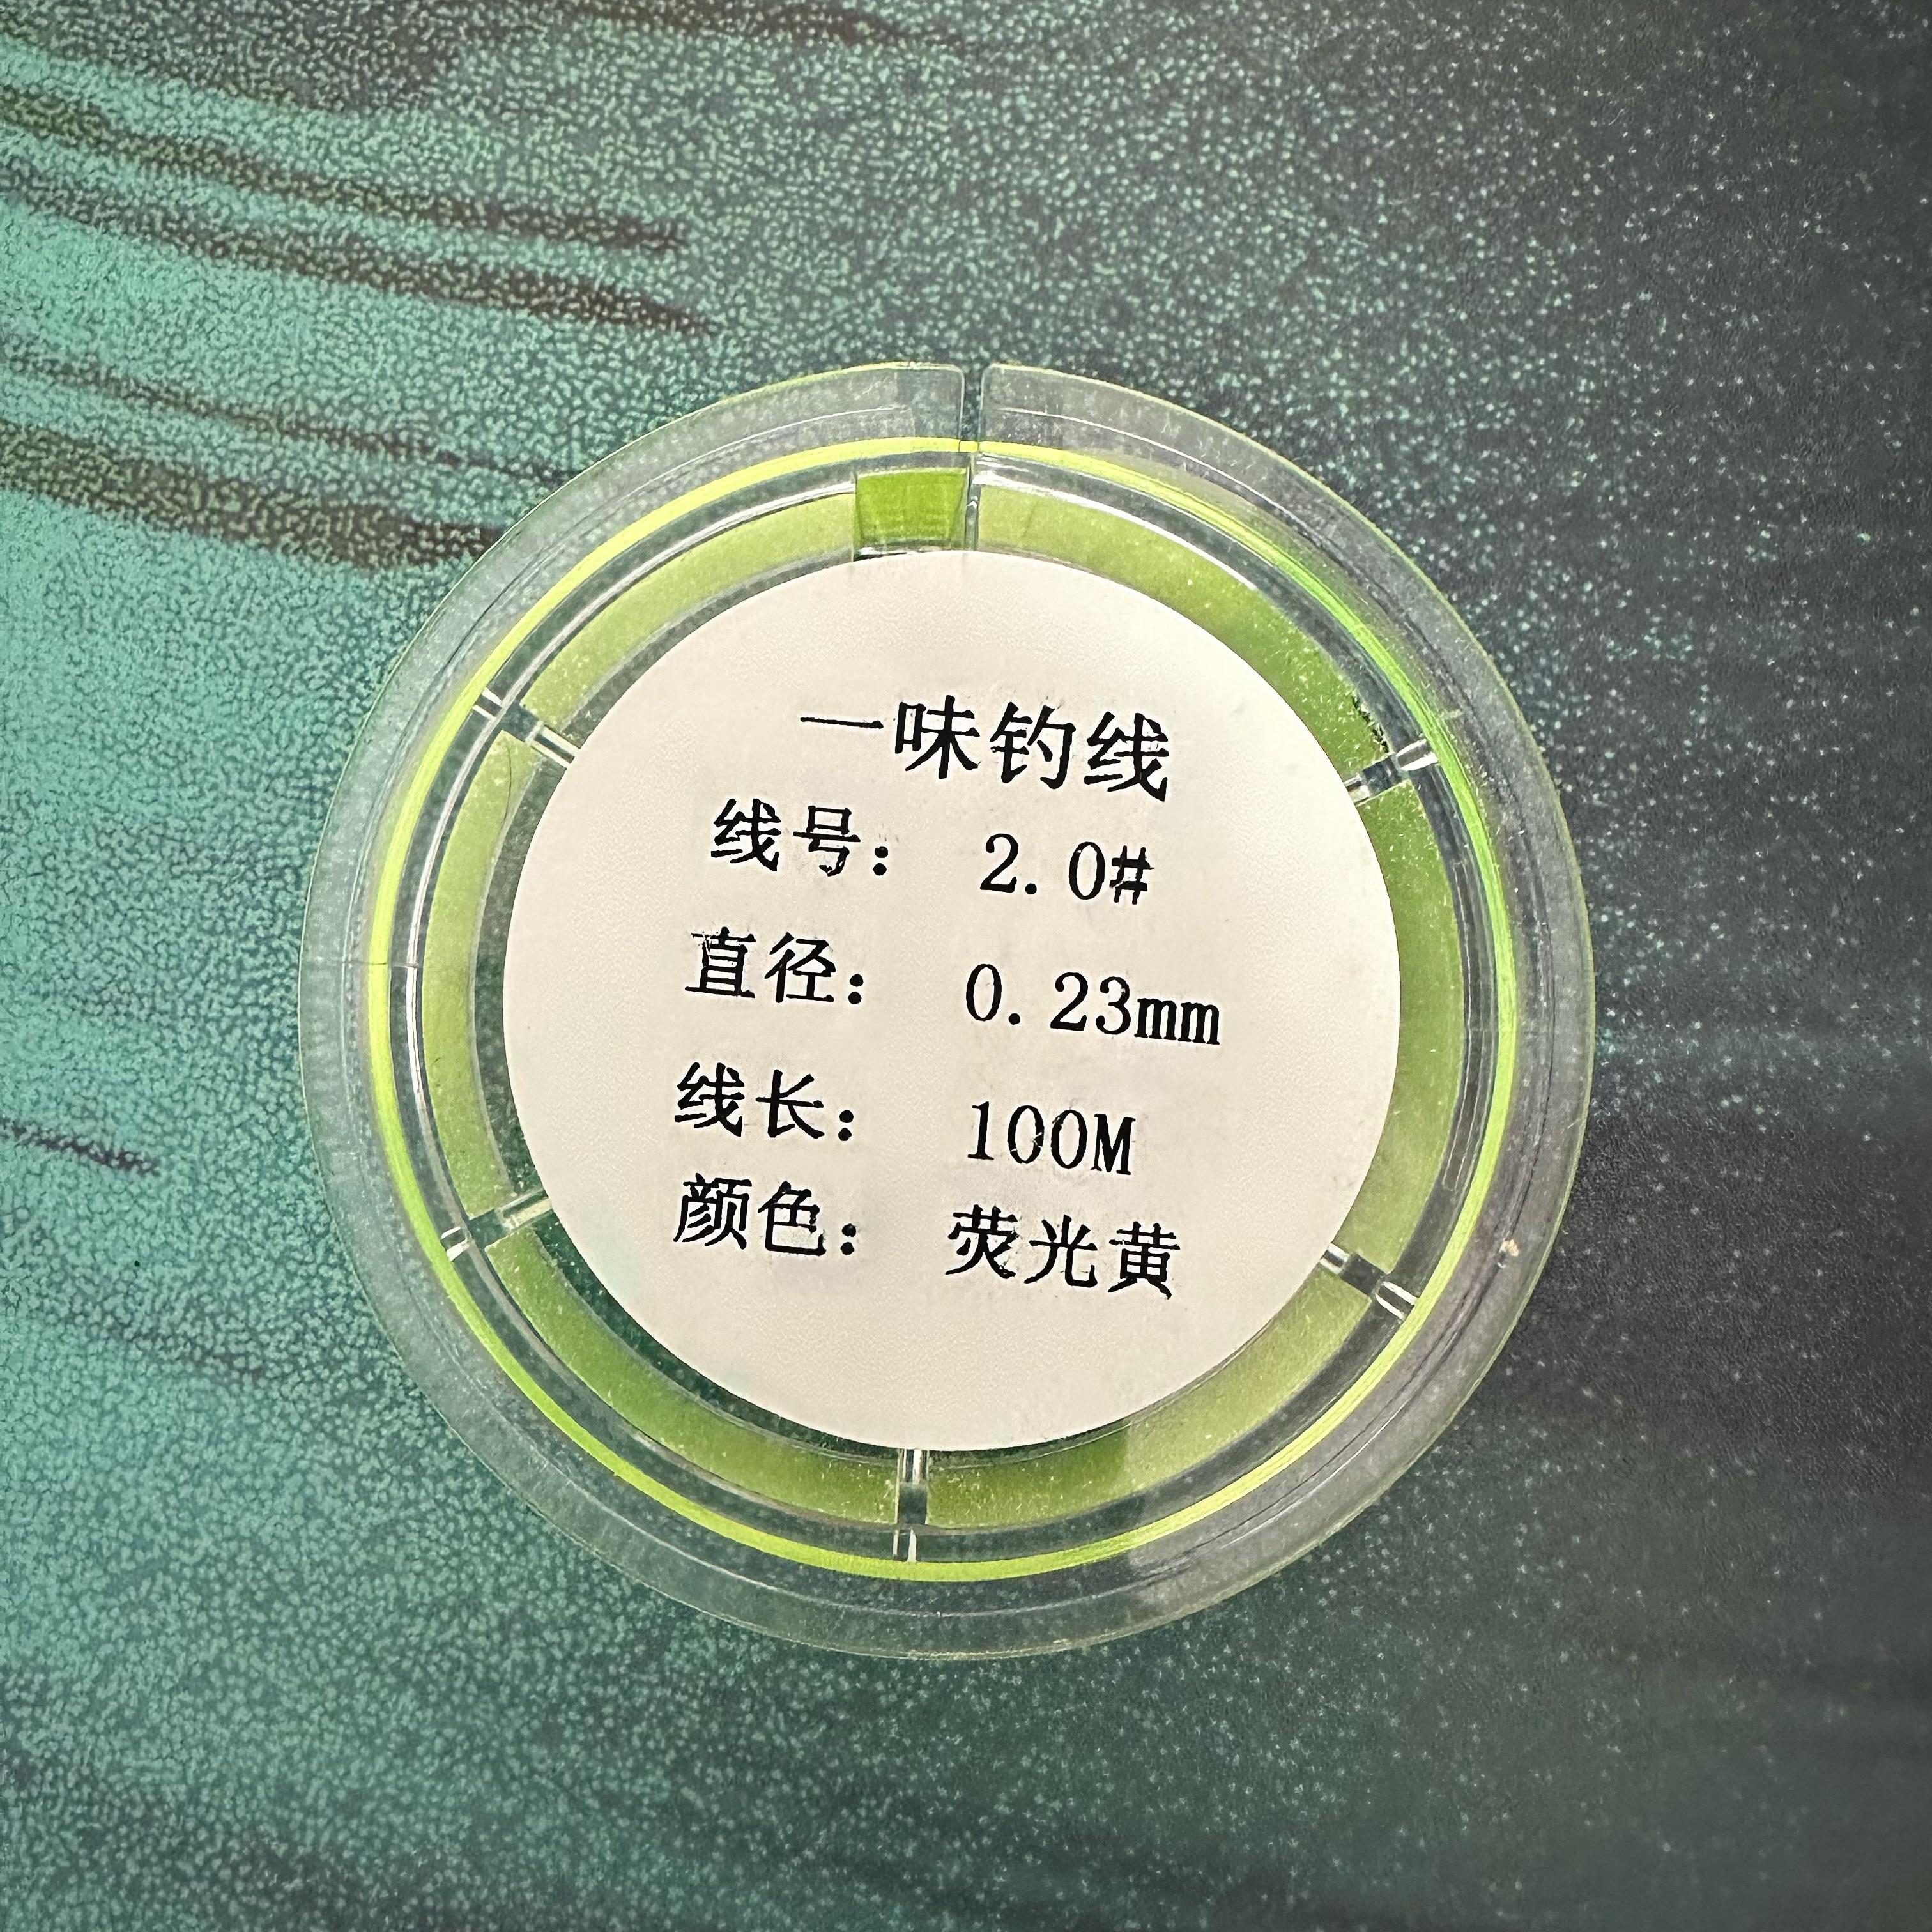 一味钓线
线号： 2.0#
直径： 0.23mm
线长： 100M
颜色： 荧光黄